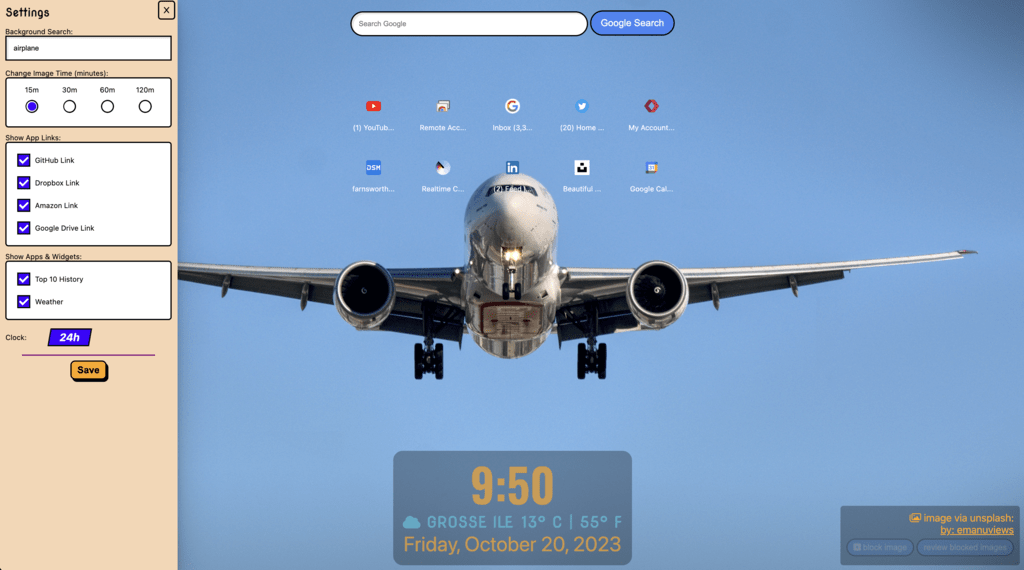 Settings
X
Background Search:
airplane
Change Image Time (minutes):
15m 30m 60m 120m
Show App Links:
GitHub Link
Dropbox Link
Amazon Link
Google Drive Link
Show Apps & Widgets:
Top 10 History
Weather
Clock: 24h
Save
Search Google
Google Search
(1) YouTub... Remote Acc... Inbox (3,3... (20) Home ... My Account...
DSM
31
farnsworth... Realtime C... (2) Feed |... Beautiful ... Google Cal...
9:50
GROSSE ILE 13° C | 55° F
Friday, October 20, 2023
image via unsplash:
by: emanuviews
block image review blocked images